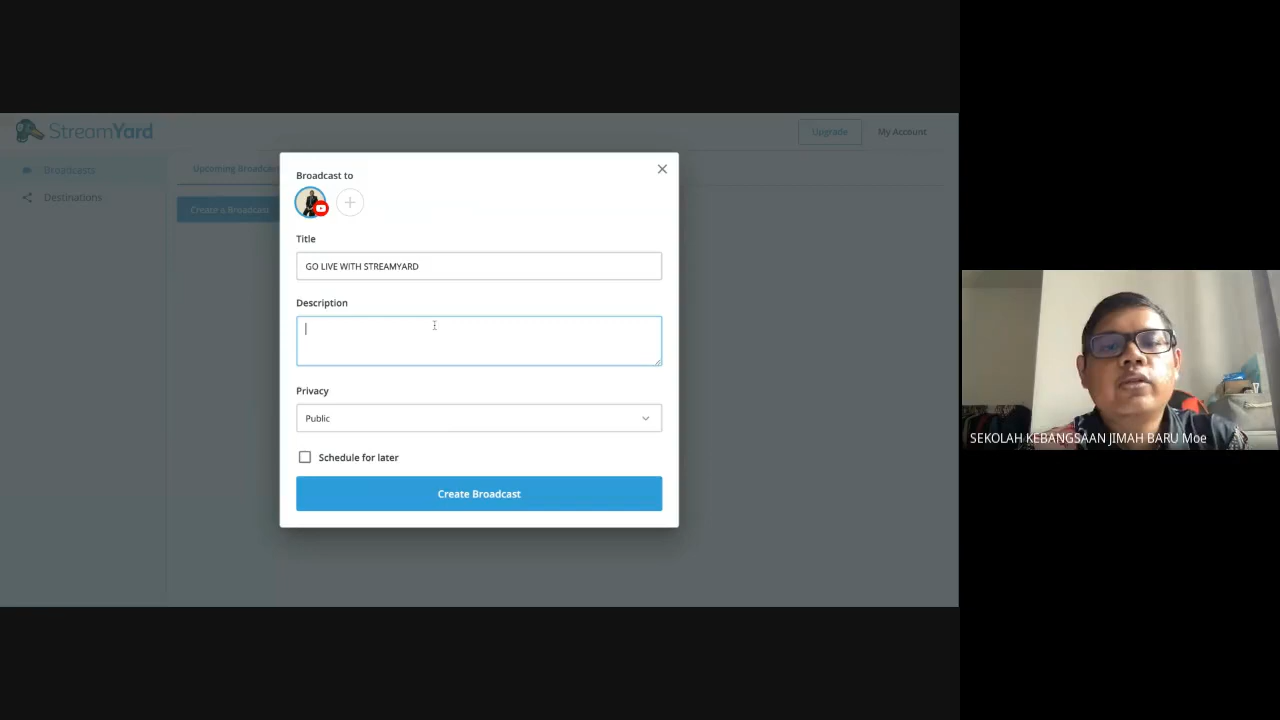 StreamYard
Upgrade
My Account
Broadcasts
Destinations
Upcoming Broadcast
Create a Broadcast
Broadcast to
Title
GO LIVE WITH STREAMYARD
Description
Privacy
Public
Schedule for later
Create Broadcast
SEKOLAH KEBANGSAAN JIMAH BARU Moe